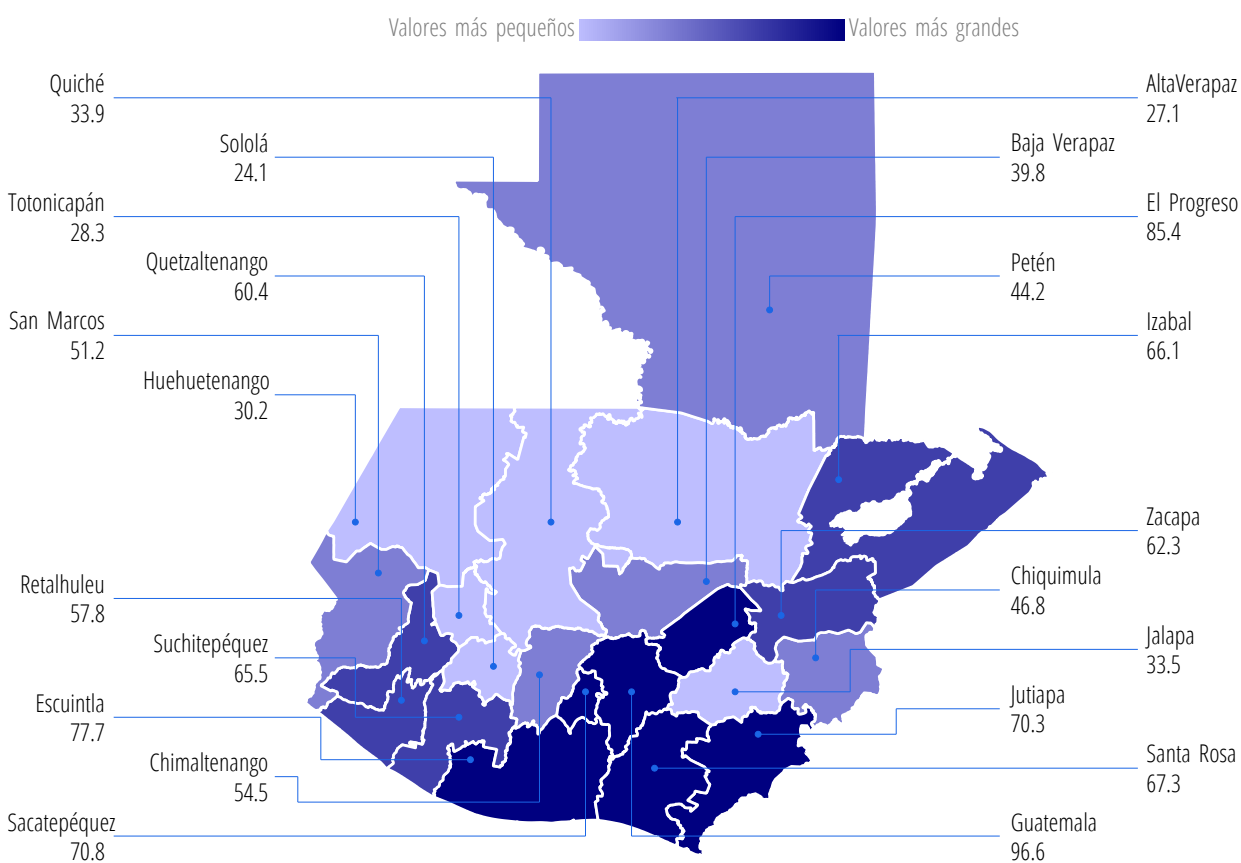 Valores más pequeños
Valores más grandes
Quiché
33.9
Sololá
24.1
Totonicapán
28.3
Quetzaltenango
60.4
San Marcos
51.2
Huehuetenango
30.2
Retalhuleu
57.8
Suchitepéquez
65.5
Escuintla
77.7
Chimaltenango
54.5
Sacatepéquez
70.8
AltaVerapaz
27.1
Baja Verapaz
39.8
El Progreso
85.4
Petén
44.2
Izabal
66.1
Zacapa
62.3
Chiquimula
46.8
Jalapa
33.5
Jutiapa
70.3
Santa Rosa
67.3
Guatemala
96.6